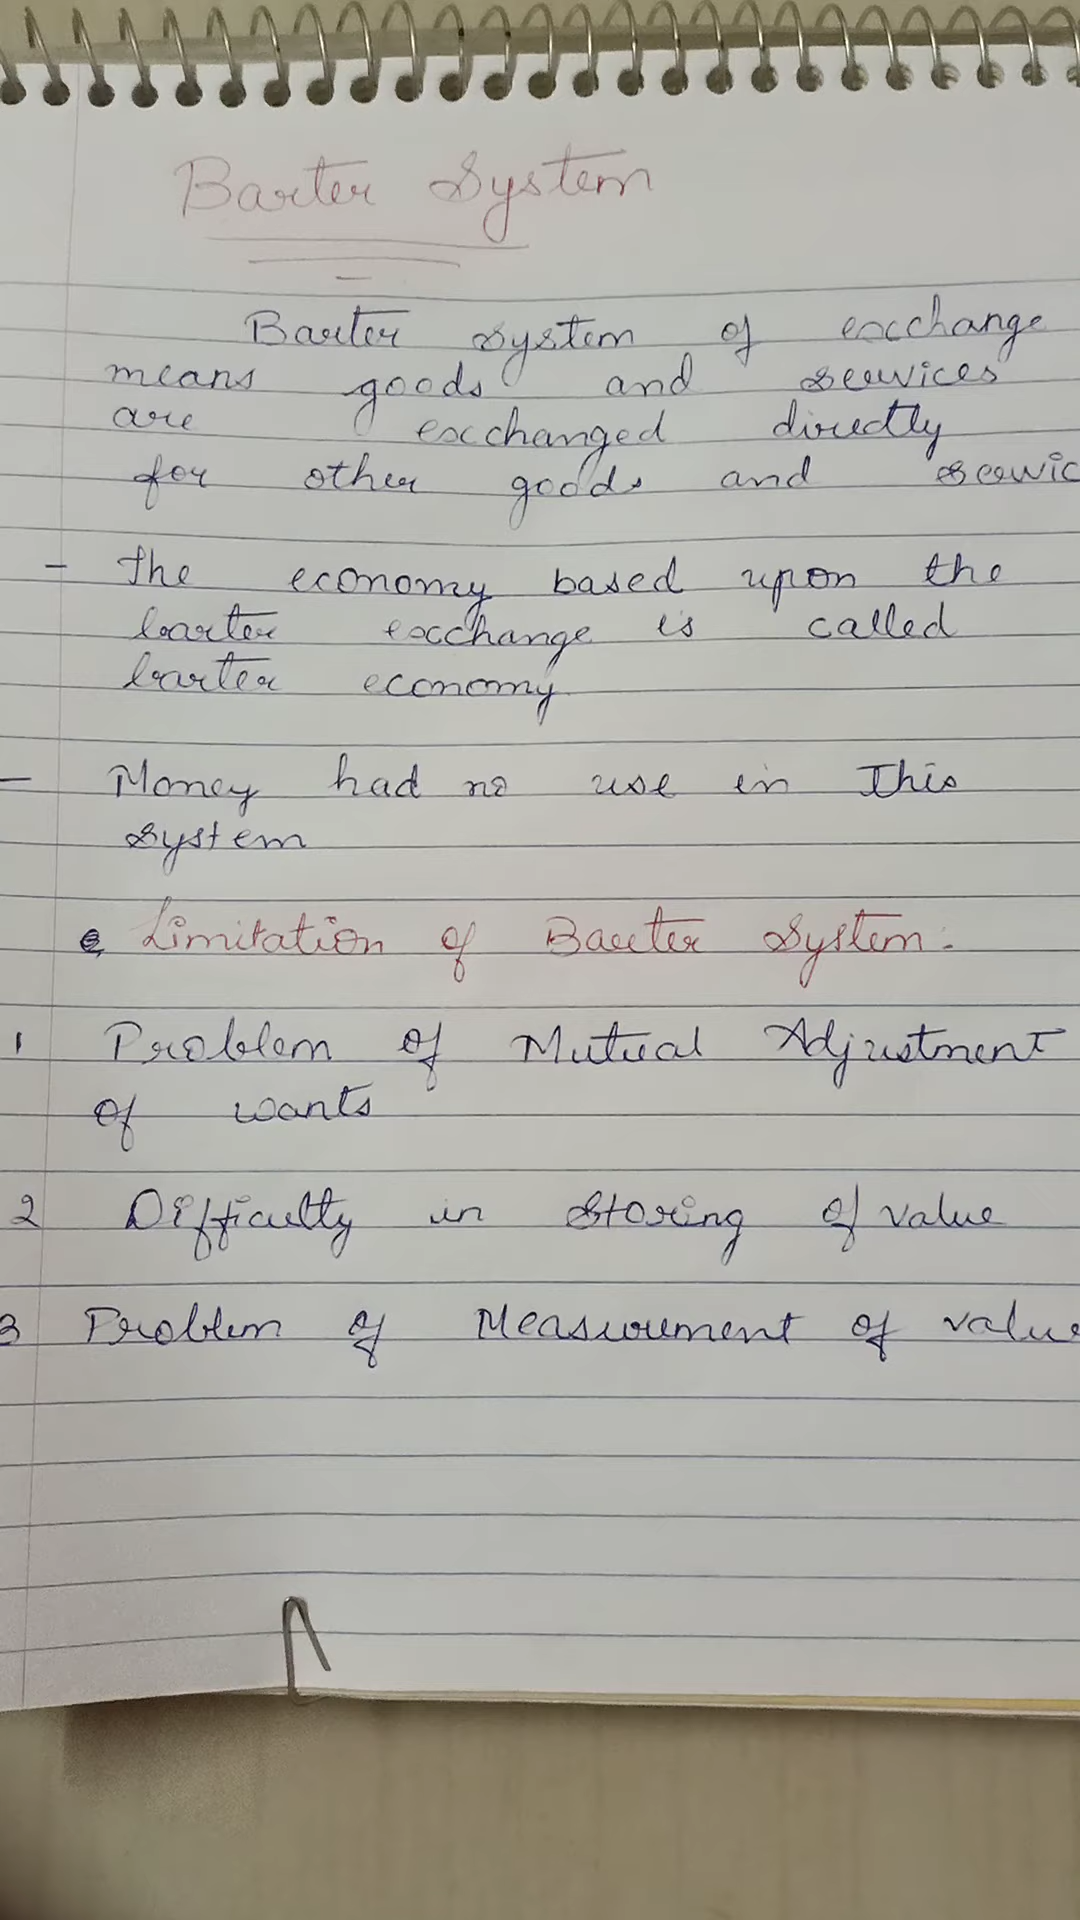 Barter System
Barter system of exchange
means goods and services
are exchanged directly
for other goods and servic
- The economy based upon the
barter exchange is called
barter economy
- Money had no use in This
system
Limitation of Barter System.
1 Problem of Mutual Adjustment
of wants
2 Difficulty in Storing of value
3 Problem of Measurement of value